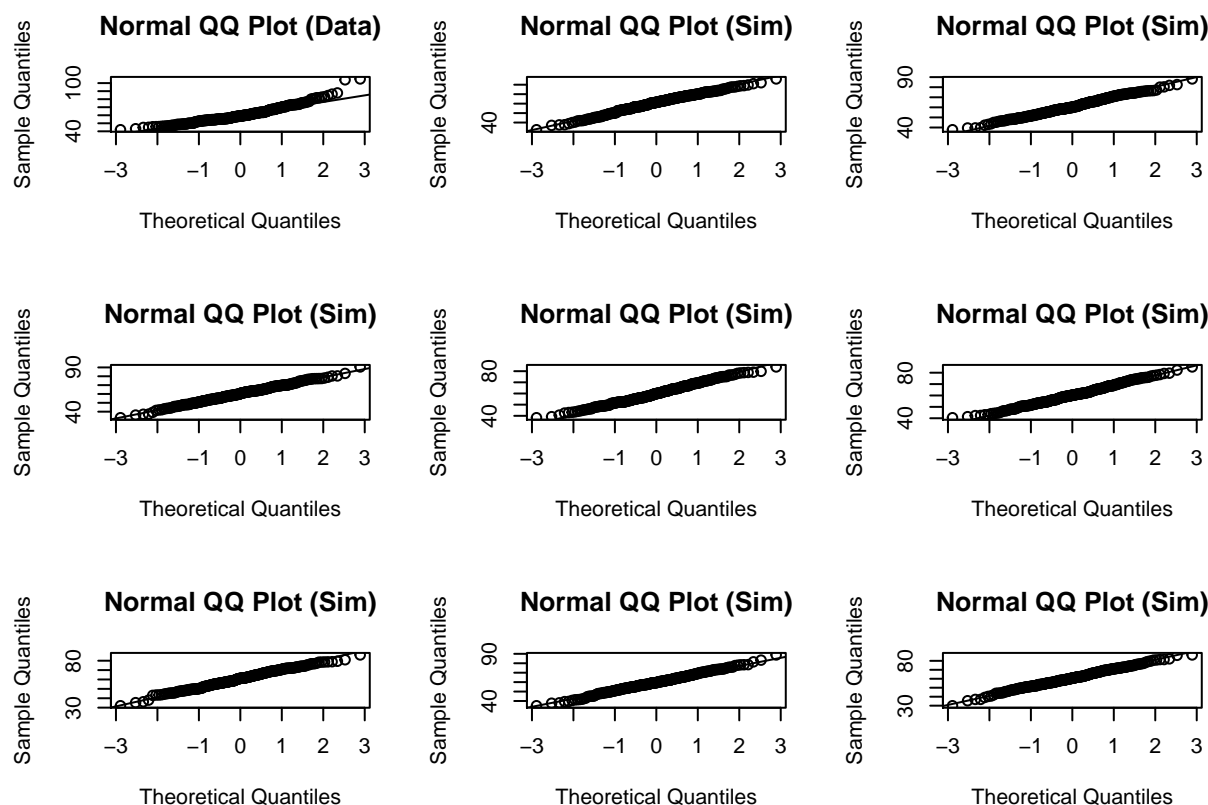 Normal QQ Plot (Data)
Sample Quantiles
40 100
−3 −1 0 1 2 3
Theoretical Quantiles
Normal QQ Plot (Sim)
Sample Quantiles
40
−3 −1 0 1 2 3
Theoretical Quantiles
Normal QQ Plot (Sim)
Sample Quantiles
40 90
−3 −1 0 1 2 3
Theoretical Quantiles
Normal QQ Plot (Sim)
Sample Quantiles
40 90
−3 −1 0 1 2 3
Theoretical Quantiles
Normal QQ Plot (Sim)
Sample Quantiles
40 80
−3 −1 0 1 2 3
Theoretical Quantiles
Normal QQ Plot (Sim)
Sample Quantiles
40 80
−3 −1 0 1 2 3
Theoretical Quantiles
Normal QQ Plot (Sim)
Sample Quantiles
30 80
−3 −1 0 1 2 3
Theoretical Quantiles
Normal QQ Plot (Sim)
Sample Quantiles
40 90
−3 −1 0 1 2 3
Theoretical Quantiles
Normal QQ Plot (Sim)
Sample Quantiles
30 80
−3 −1 0 1 2 3
Theoretical Quantiles